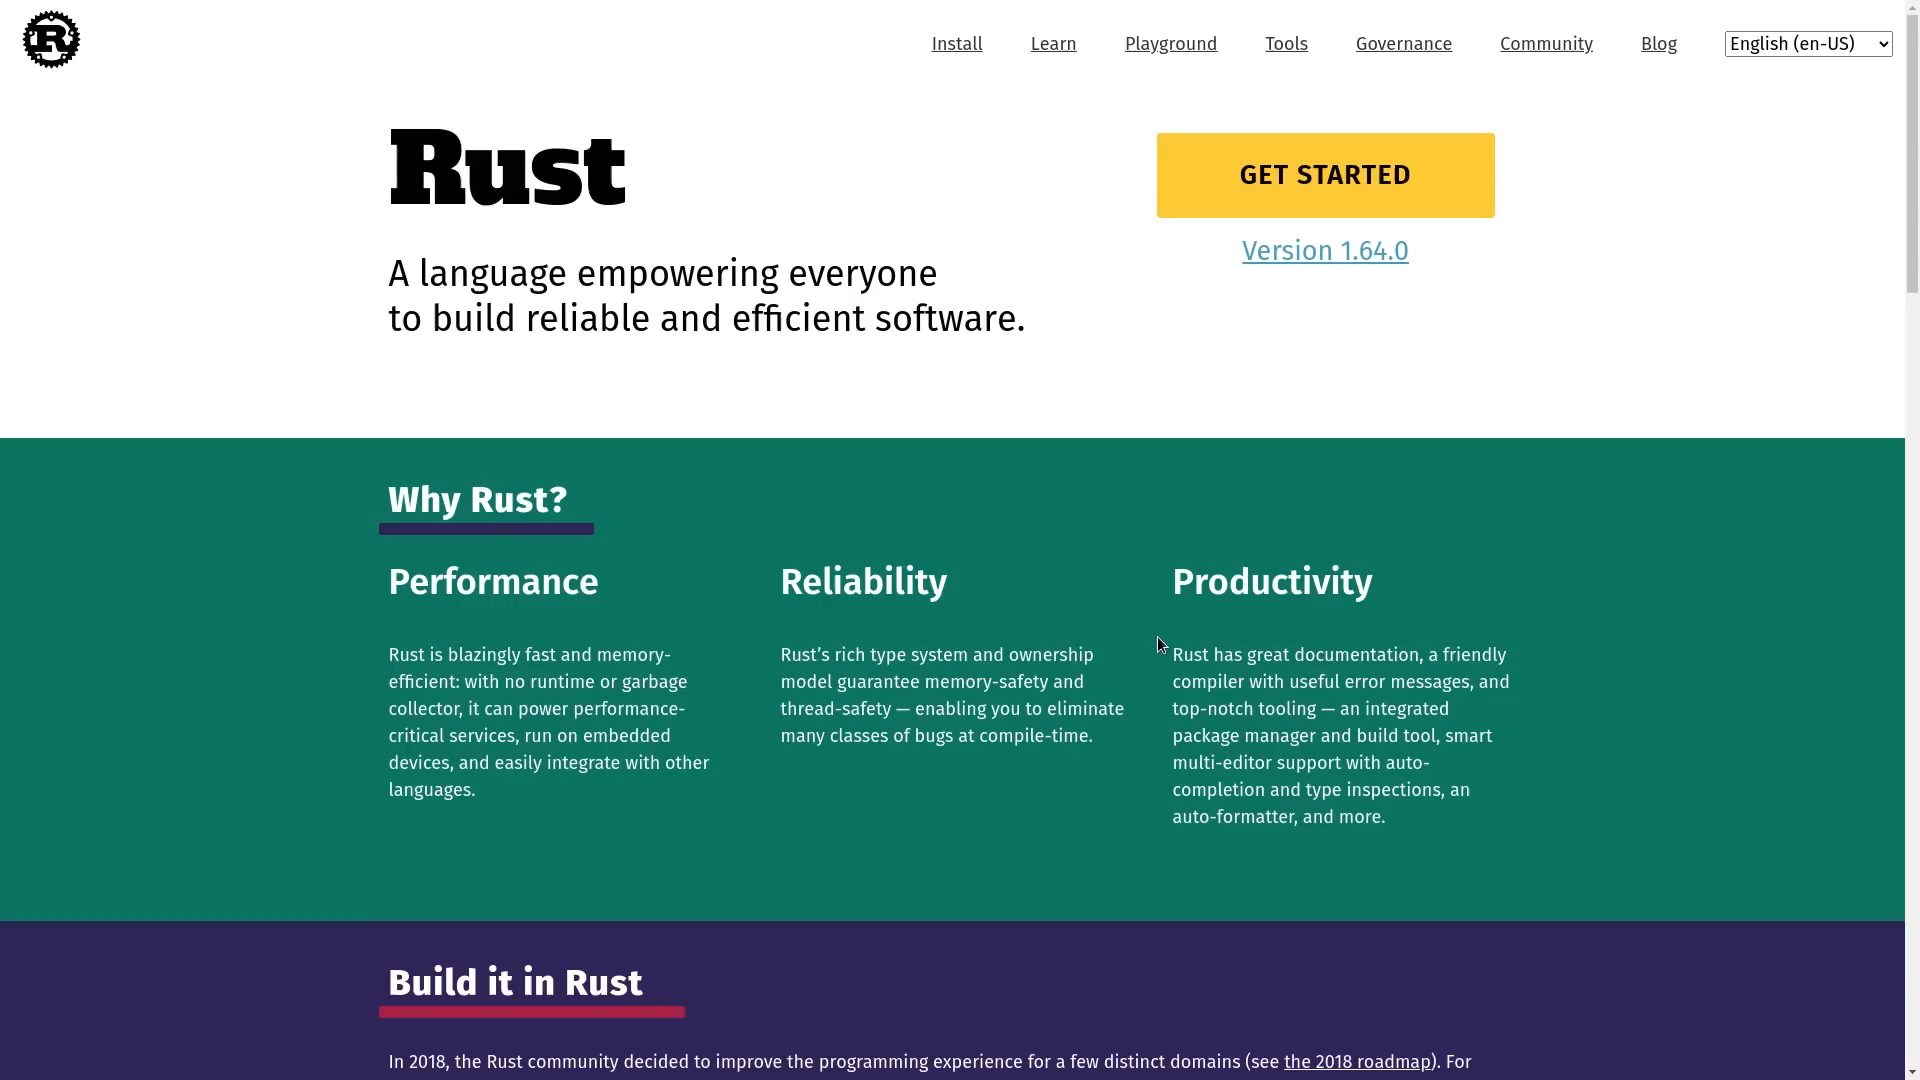 R
Install Learn Playground Tools Governance Community Blog English (en-US)
Rust
GET STARTED
Version 1.64.0
A language empowering everyone
to build reliable and efficient software.
Why Rust?
Performance
Rust is blazingly fast and memory-
efficient: with no runtime or garbage
collector, it can power performance-
critical services, run on embedded
devices, and easily integrate with other
languages.
Reliability
Rust’s rich type system and ownership
model guarantee memory-safety and
thread-safety — enabling you to eliminate
many classes of bugs at compile-time.
Productivity
Rust has great documentation, a friendly
compiler with useful error messages, and
top-notch tooling — an integrated
package manager and build tool, smart
multi-editor support with auto-
completion and type inspections, an
auto-formatter, and more.
Build it in Rust
In 2018, the Rust community decided to improve the programming experience for a few distinct domains (see the 2018 roadmap). For